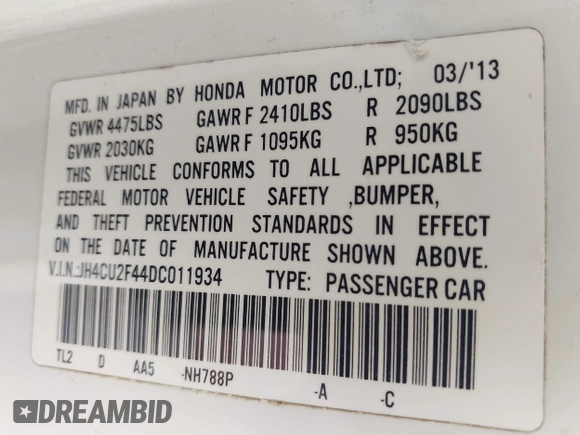 MFD. IN JAPAN BY HONDA MOTOR CO.,LTD; 03/'13
GVWR 4475LBS GAWR F 2410LBS R 2090LBS
GVWR 2030KG GAWR F 1095KG R 950KG
THIS VEHICLE CONFORMS TO ALL APPLICABLE
FEDERAL MOTOR VEHICLE SAFETY ,BUMPER,
AND THEFT PREVENTION STANDARDS IN EFFECT
ON THE DATE OF MANUFACTURE SHOWN ABOVE.
V.I.N.:JH4CU2F44DC011934 TYPE: PASSENGER CAR
TL2 D AA5 -NH788P -A -C
DREAMBID